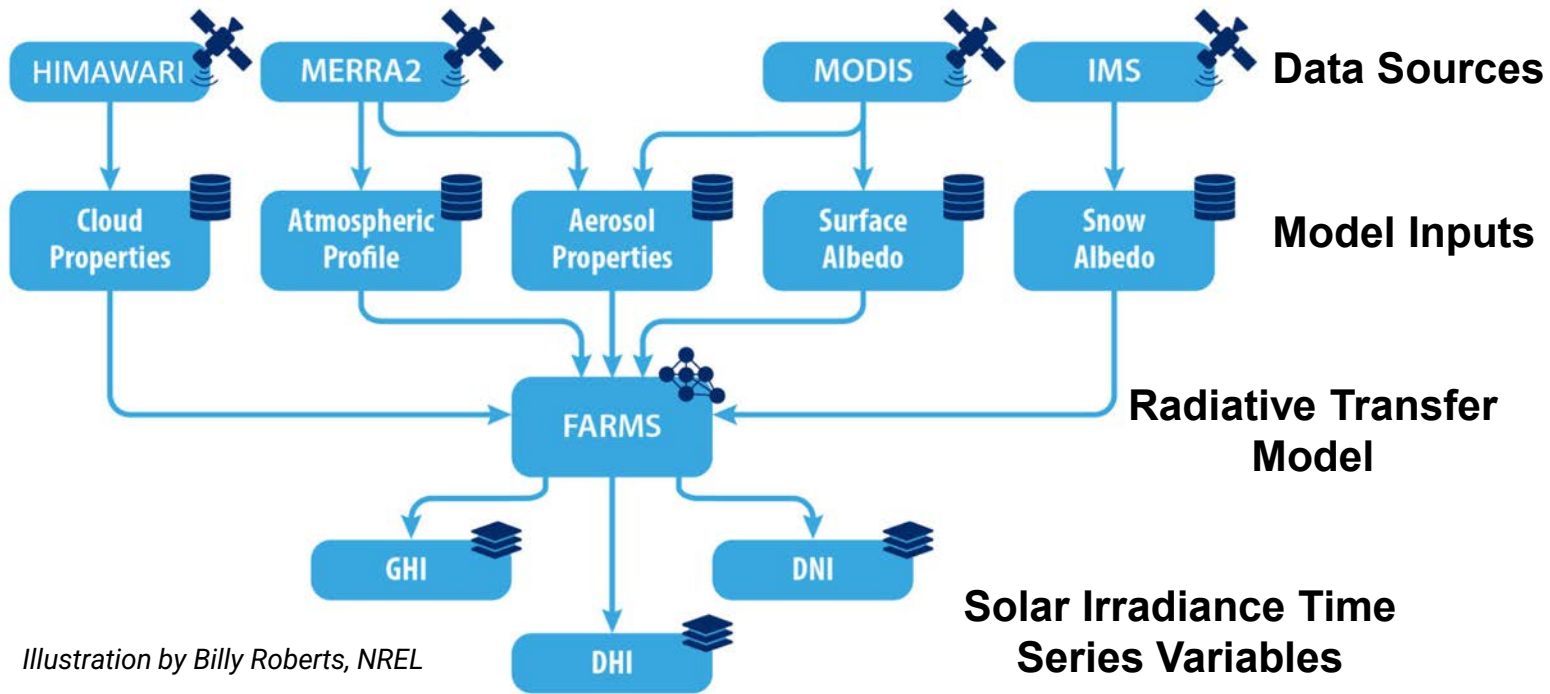 HIMAWARI
MERRA2
MODIS
IMS
Data Sources
Cloud
Properties
Atmospheric
Profile
Aerosol
Properties
Surface
Albedo
Snow
Albedo
Model Inputs
FARMS
Radiative Transfer
Model
GHI
DNI
DHI
Solar Irradiance Time
Series Variables
Illustration by Billy Roberts, NREL